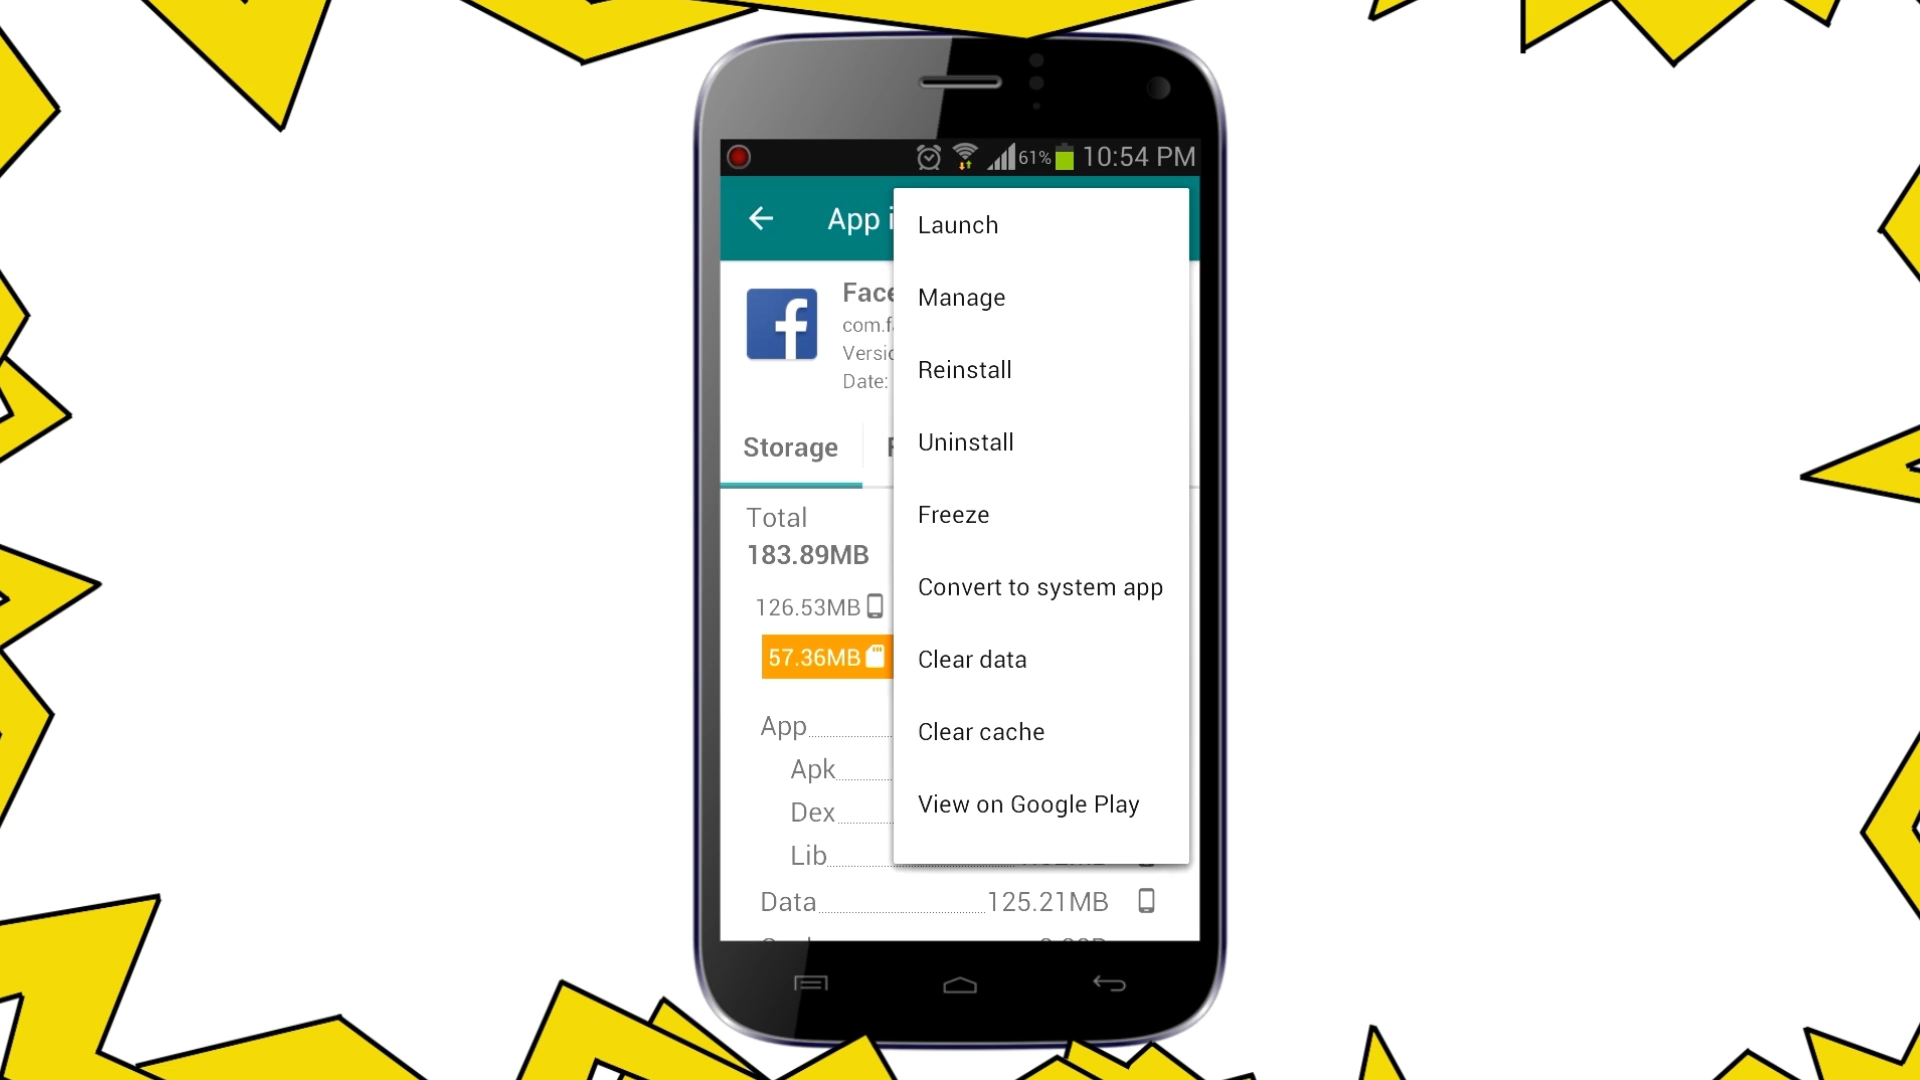 61% 10:54 PM
App i
Launch
Manage
Reinstall
Uninstall
Freeze
Convert to system app
Clear data
Clear cache
View on Google Play
Face
com.f
Versio
Date:
Storage
Total
183.89MB
126.53MB
57.36MB
App
Apk
Dex
Lib
Data 125.21MB